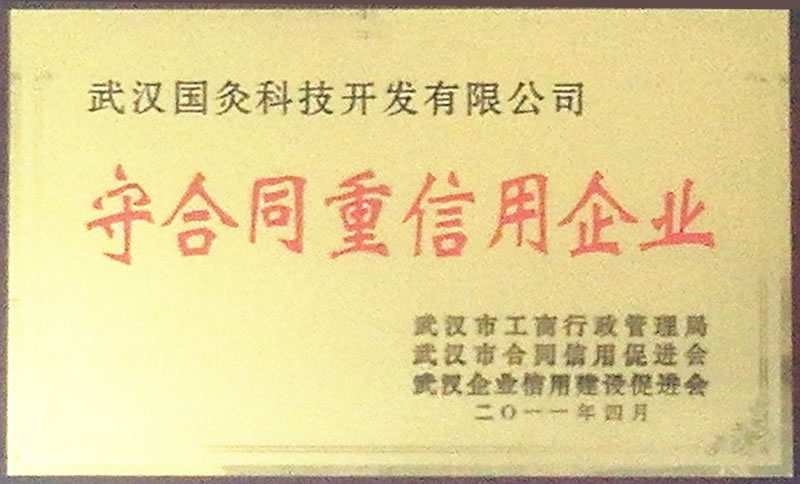 武汉国灸科技开发有限公司
守合同重信用企业
武汉市工商行政管理局
武汉市合同信用促进会
武汉企业信用建设促进会
二〇一一年四月